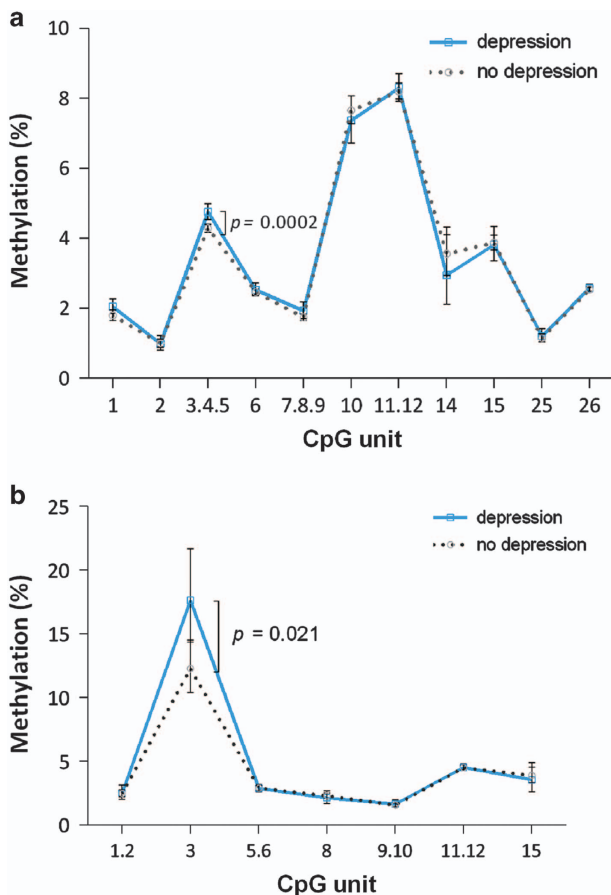 a
10
8
6
4
2
0
Methylation (%)
depression
no depression
p = 0.0002
1 2 3.4.5 6 7.8.9 10 11.12 14 15 25 26
CpG unit
b
25
20
15
10
5
0
Methylation (%)
depression
no depression
p = 0.021
1.2 3 5.6 8 9.10 11.12 15
CpG unit